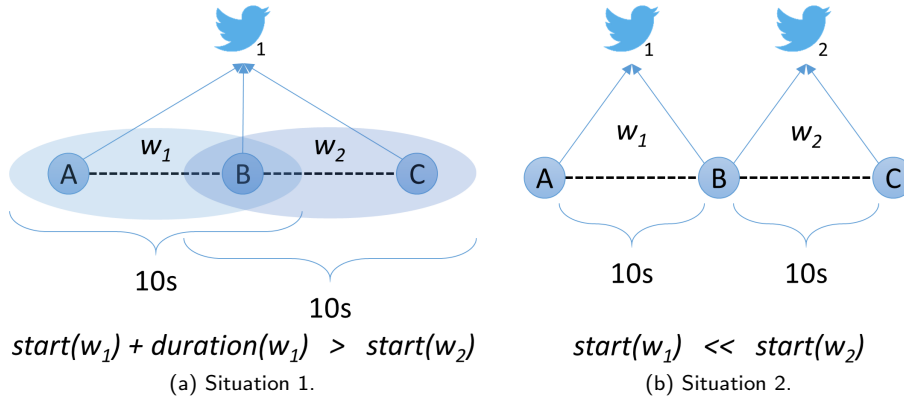 1
w₁
w₂
A
B
C
10s
10s
start(w₁) + duration(w₁) > start(w₂)
(a) Situation 1.
1
2
w₁
w₂
A
B
C
10s
10s
start(w₁) << start(w₂)
(b) Situation 2.